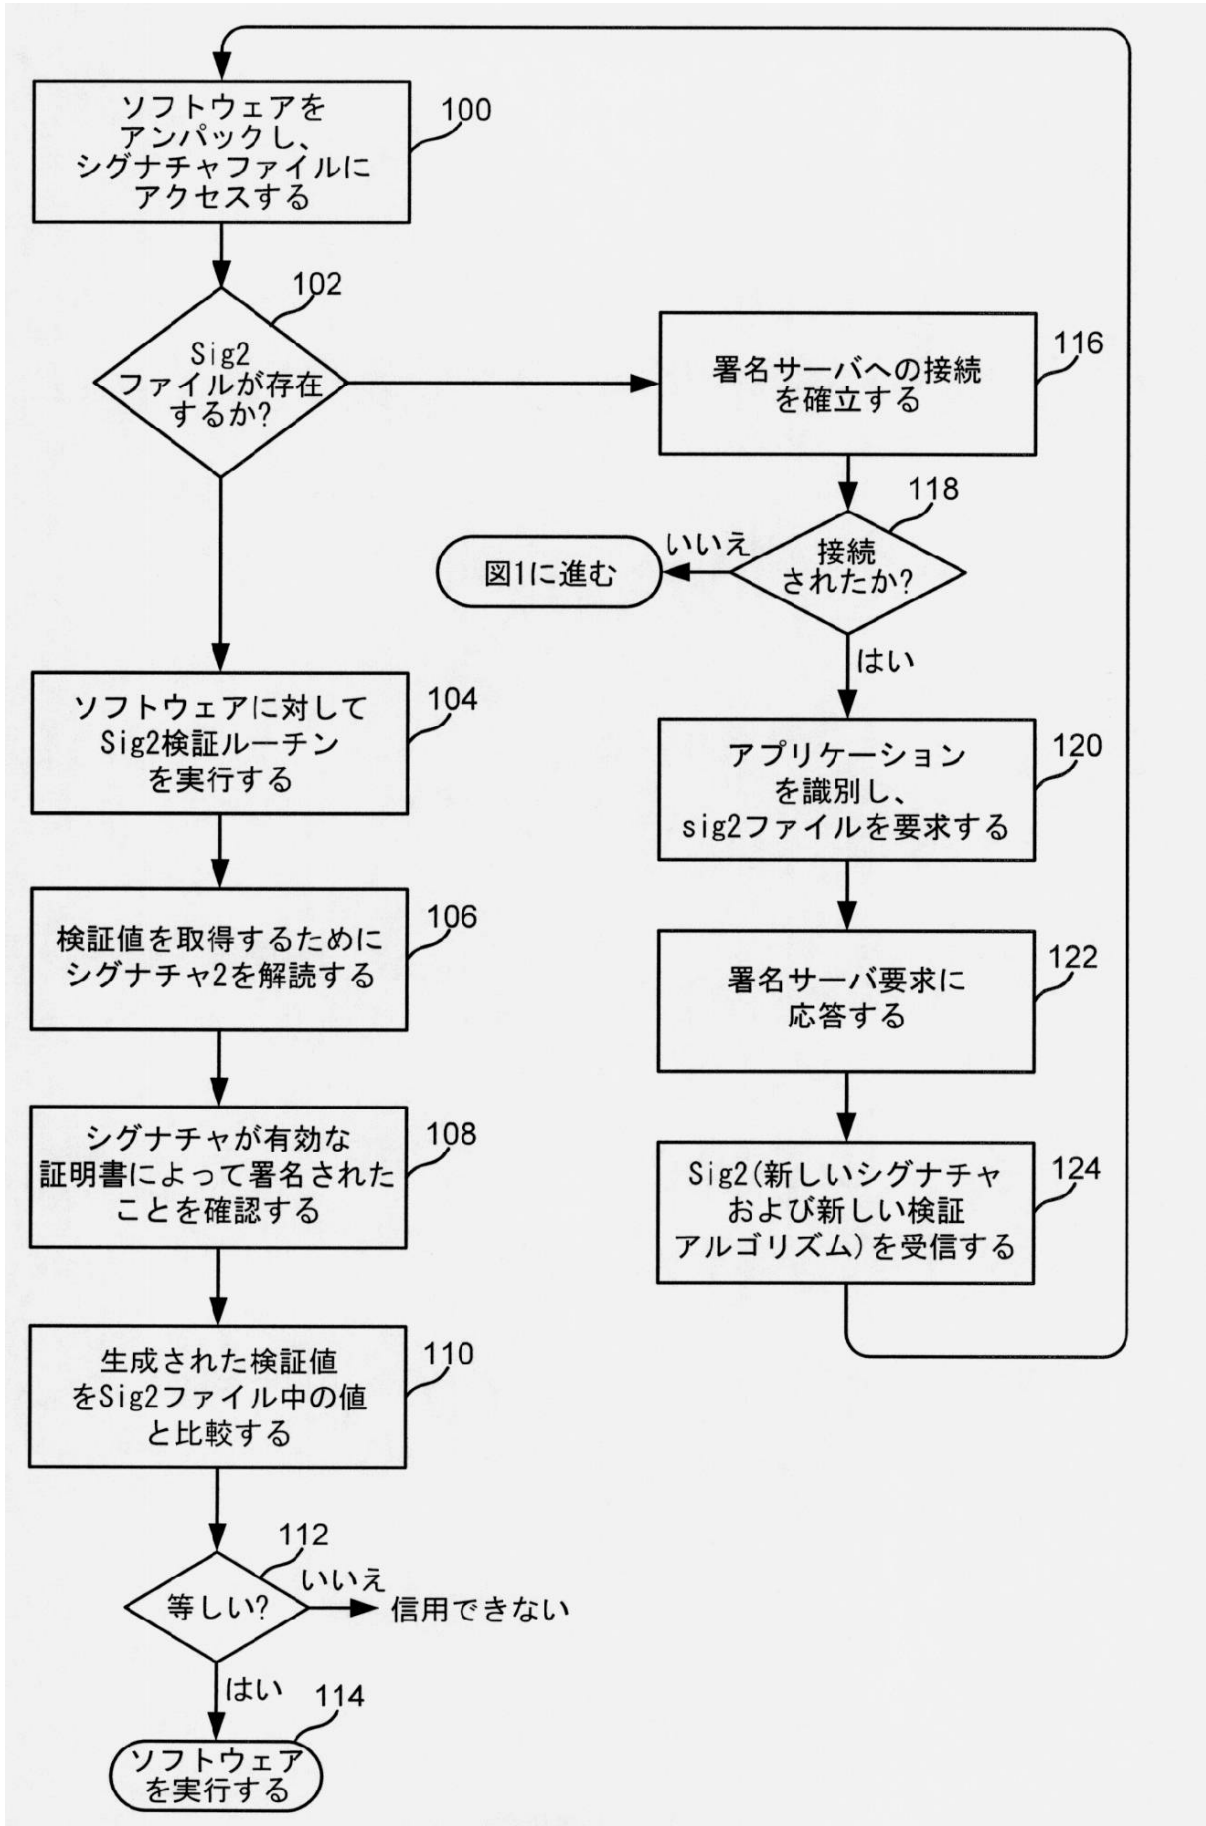 ソフトウェアを
アンパックし、
シグナチャファイルに
アクセスする
100
102
Sig2
ファイルが存在
するか?
署名サーバへの接続
を確立する
116
118
接続
されたか?
いいえ
図1に進む
はい
ソフトウェアに対して
Sig2検証ルーチン
を実行する
104
アプリケーション
を識別し、
sig2ファイルを要求する
120
検証値を取得するために
シグナチャ2を解読する
106
署名サーバ要求に
応答する
122
シグナチャが有効な
証明書によって署名された
ことを確認する
108
Sig2(新しいシグナチャ
および新しい検証
アルゴリズム)を受信する
124
生成された検証値
をSig2ファイル中の値
と比較する
110
112
等しい?
いいえ
信用できない
はい
114
ソフトウェア
を実行する